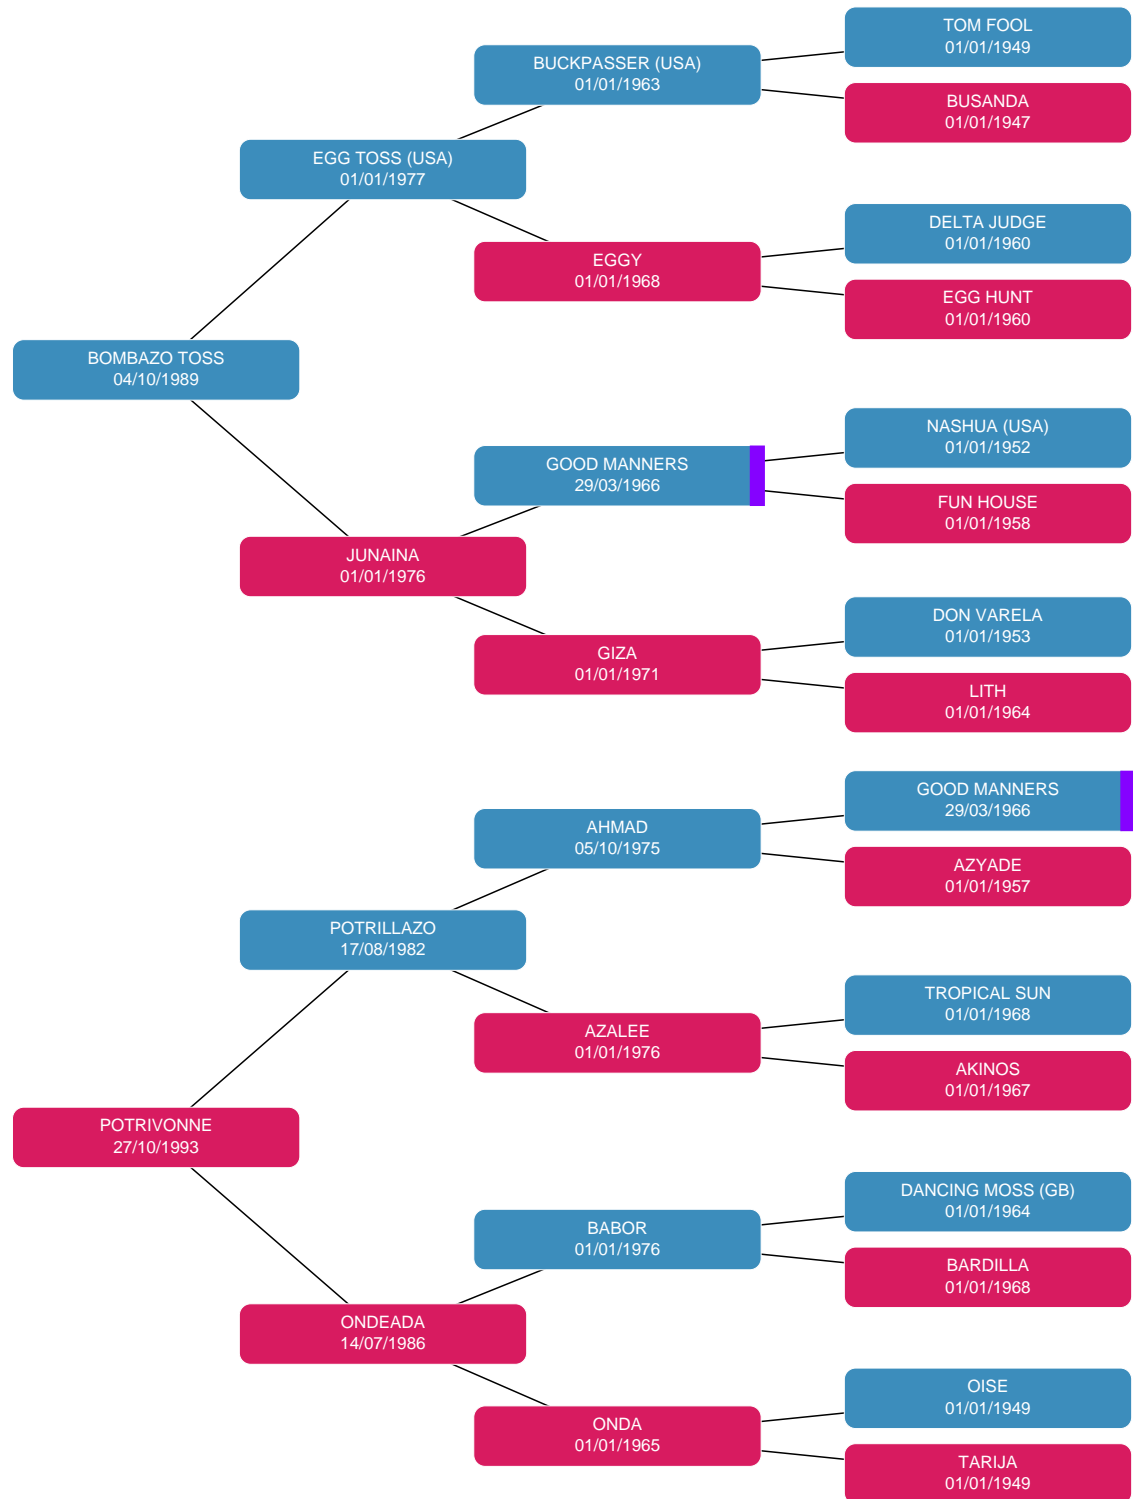 TOM FOOL
01/01/1949
BUCKPASSER (USA)
01/01/1963
BUSANDA
01/01/1947
EGG TOSS (USA)
01/01/1977
DELTA JUDGE
01/01/1960
EGGY
01/01/1968
EGG HUNT
01/01/1960
BOMBAZO TOSS
04/10/1989
NASHUA (USA)
01/01/1952
GOOD MANNERS
29/03/1966
FUN HOUSE
01/01/1958
JUNAINA
01/01/1976
DON VARELA
01/01/1953
GIZA
01/01/1971
LITH
01/01/1964
GOOD MANNERS
29/03/1966
AHMAD
05/10/1975
AZYADE
01/01/1957
POTRILLAZO
17/08/1982
TROPICAL SUN
01/01/1968
AZALEE
01/01/1976
AKINOS
01/01/1967
POTRIVONNE
27/10/1993
DANCING MOSS (GB)
01/01/1964
BABOR
01/01/1976
BARDILLA
01/01/1968
ONDEADA
14/07/1986
OISE
01/01/1949
ONDA
01/01/1965
TARIJA
01/01/1949